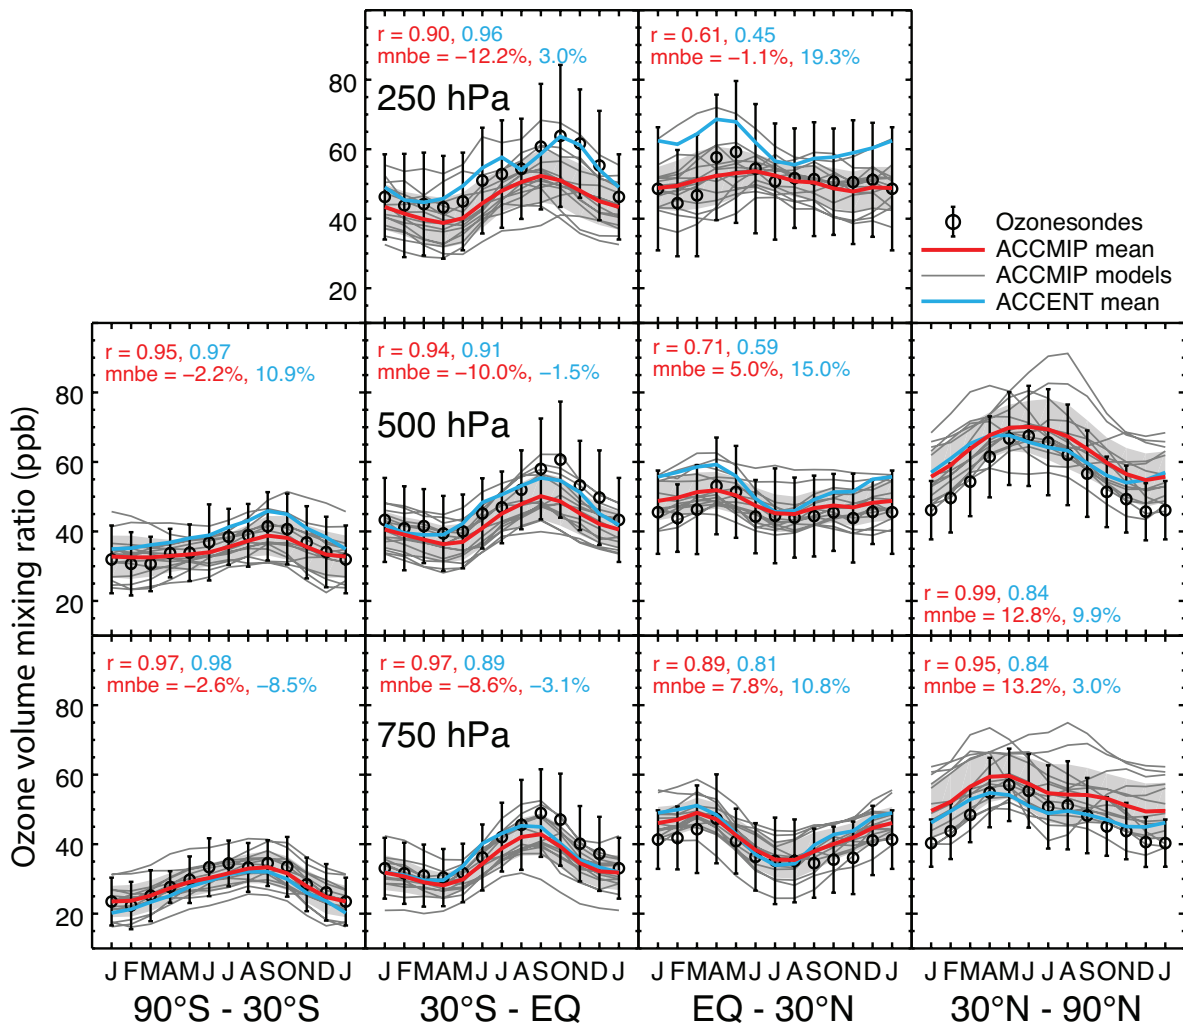 r = 0.90, 0.96
mnbe = −12.2%, 3.0%
250 hPa
80
60
40
20
r = 0.61, 0.45
mnbe = −1.1%, 19.3%
Ozonesondes
ACCMIP mean
ACCMIP models
ACCENT mean
Ozone volume mixing ratio (ppb)
r = 0.95, 0.97
mnbe = −2.2%, 10.9%
80
60
40
20
r = 0.94, 0.91
mnbe = −10.0%, −1.5%
500 hPa
r = 0.71, 0.59
mnbe = 5.0%, 15.0%
r = 0.99, 0.84
mnbe = 12.8%, 9.9%
r = 0.97, 0.98
mnbe = −2.6%, −8.5%
80
60
40
20
r = 0.97, 0.89
mnbe = −8.6%, −3.1%
750 hPa
r = 0.89, 0.81
mnbe = 7.8%, 10.8%
r = 0.95, 0.84
mnbe = 13.2%, 3.0%
J FMAMJ J ASOND J
J FMAMJ J ASOND J
J FMAMJ J ASOND J
J FMAMJ J ASOND J
90°S - 30°S
30°S - EQ
EQ - 30°N
30°N - 90°N